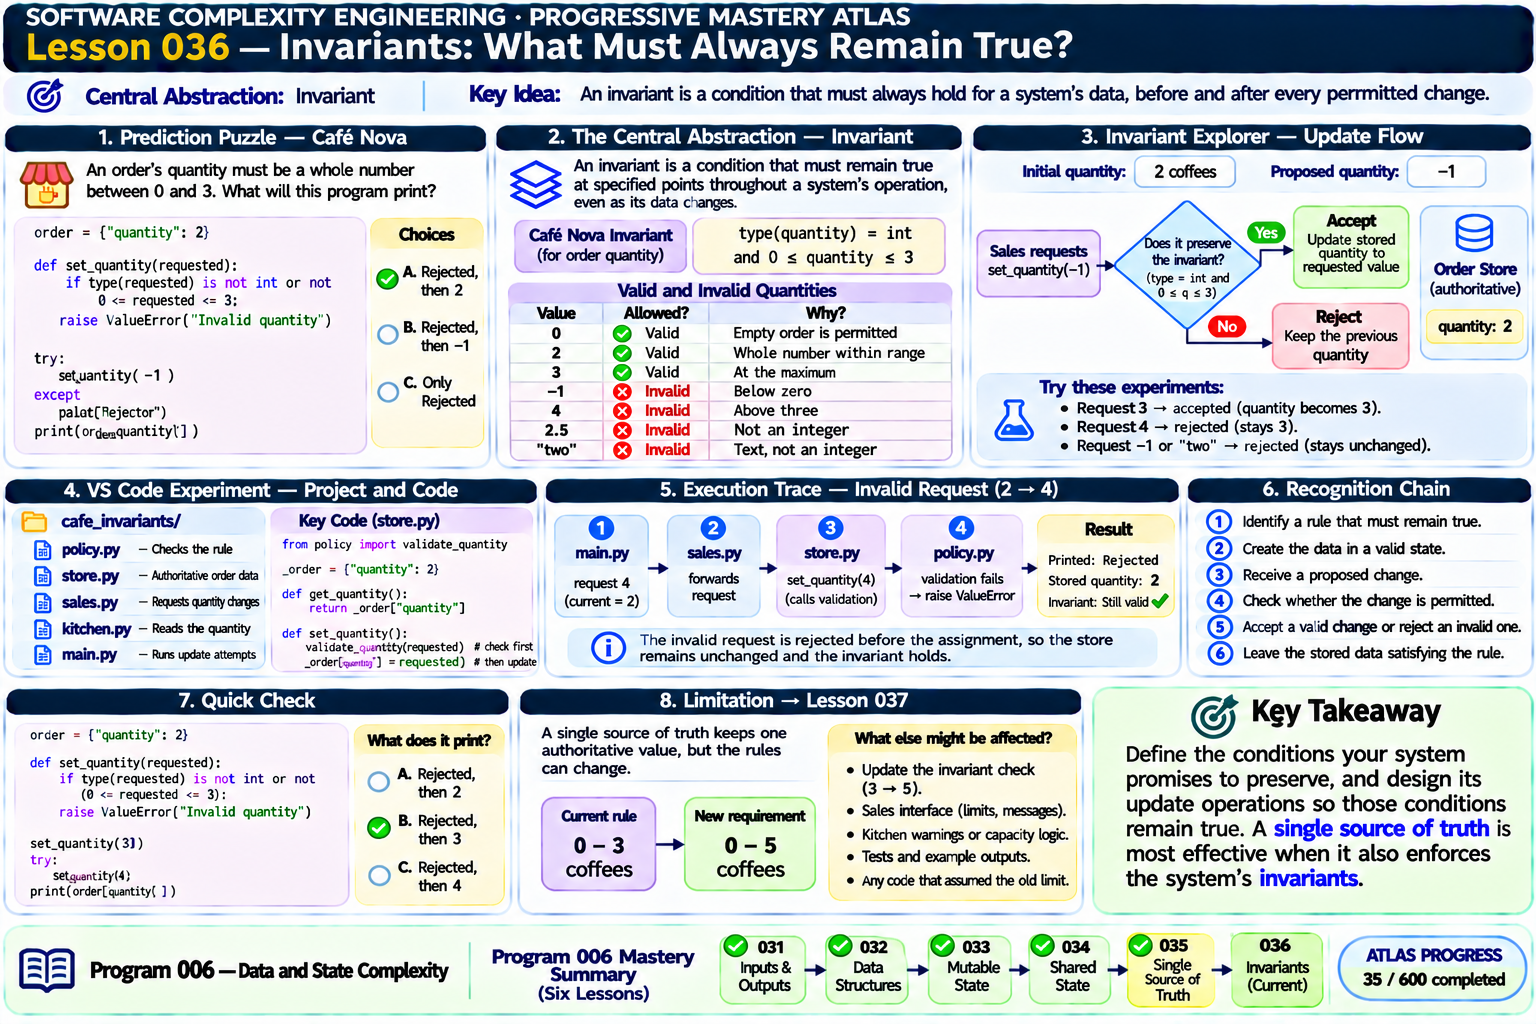 SOFTWARE COMPLEXITY ENGINEERING · PROGRESSIVE MASTERY ATLAS
Lesson 036 — Invariants: What Must Always Remain True?
Central Abstraction: Invariant
Key Idea: An invariant is a condition that must always hold for a system's data, before and after every perrmitted change.
1. Prediction Puzzle — Café Nova
An order's quantity must be a whole number
between 0 and 3. What will this program print?
order = {"quantity": 2}
def set_quantity(requested):
if type(requested) is not int or not
0 <= requested <= 3;
raise ValueError("Invalid quantity")
try:
set uantity( −1 )
except
palat["Rejector")
print(or quantity ] )
Choices
A. Rejected,
then 2
B. Rejected,
then −1
C. Only
Rejected
2. The Central Abstraction — Invariant
An invariant is a condition that must remain true
at specified points throughout a system's operation,
even as its data changes.
Café Nova Invariant
(for order quantity)
type(quantity) = int
and 0 ≤ quantity ≤ 3
Valid and Invalid Quantities
Value Allowed? Why?
0 Valid Empty order is permitted
2 Valid Whole number within range
3 Valid At the maximum
−1 Invalid Below zero
4 Invalid Above three
2.5 Invalid Not an integer
"two" Invalid Text, not an integer
3. Invariant Explorer — Update Flow
Initial quantity: 2 coffees
Proposed quantity: −1
Sales requests
set_quantity(−1)
Does it preserve
the invariant?
(type = int and
0 ≤ q ≤ 3)
Yes
No
Accept
Update stored
quantity to
requested value
Reject
Keep the previous
quantity
Order Store
(authoritative)
quantity: 2
Try these experiments:
• Request 3 → accepted (quantity becomes 3).
• Request 4 → rejected (stays 3).
• Request −1 or "two" → rejected (stays unchanged).
4. VS Code Experiment — Project and Code
cafe_invariants/
policy.py — Checks the rule
store.py — Authoritative order data
sales.py — Requests quantity changes
kitchen.py — Reads the quantity
main.py — Runs update attempts
Key Code (store.py)
from policy import validate_quantity
_order = {"quantity": 2}
def get_quantity():
return _order["quantity"]
def set_quantity():
validate_quantity(requested) # check first
_order["quantity"] = requested) # then update
5. Execution Trace — Invalid Request (2 → 4)
1
main.py
request 4
(current = 2)
2
sales.py
forwards
request
3
store.py
set_quantity(4)
(calls validation)
4
policy.py
validation fails
→ raise ValueError
Result
Printed: Rejected
Stored quantity: 2
Invariant: Still valid
The invalid request is rejected before the assignment, so the store
remains unchanged and the invariant holds.
6. Recognition Chain
1 Identify a rule that must remain true.
2 Create the data in a valid state.
3 Receive a proposed change.
4 Check whether the change is permitted.
5 Accept a valid change or reject an invalid one.
6 Leave the stored data satisfying the rule.
7. Quick Check
order = {"quantity": 2}
def set_quantity(requested):
if type(requested) is not int or not
(0 <= requested <= 3):
raise ValueError("Invalid quantity")
set_quantity(3)
try:
set quantity(4)
print(order[quantity( ] )
What does it print?
A. Rejected,
then 2
B. Rejected,
then 3
C. Rejected,
then 4
8. Limitation → Lesson 037
A single source of truth keeps one
authoritative value, but the rules
can change.
Current rule
0 – 3
coffees
New requirement
0 – 5
coffees
What else might be affected?
• Update the invariant check
(3 → 5).
• Sales interface (limits, messages).
• Kitchen warnings or capacity logic.
• Tests and example outputs.
• Any code that assumed the old limit.
Key Takeaway
Define the conditions your system
promises to preserve, and design its
update operations so those conditions
remain true. A single source of truth is
most effective when it also enforces
the system's invariants.
Program 006 — Data and State Complexity
Program 006 Mastery
Summary
(Six Lessons)
031
Inputs &
Outputs
032
Data
Structures
033
Mutable
State
034
Shared
State
035
Single
Source of
Truth
036
Invariants
(Current)
ATLAS PROGRESS
35 / 600 completed